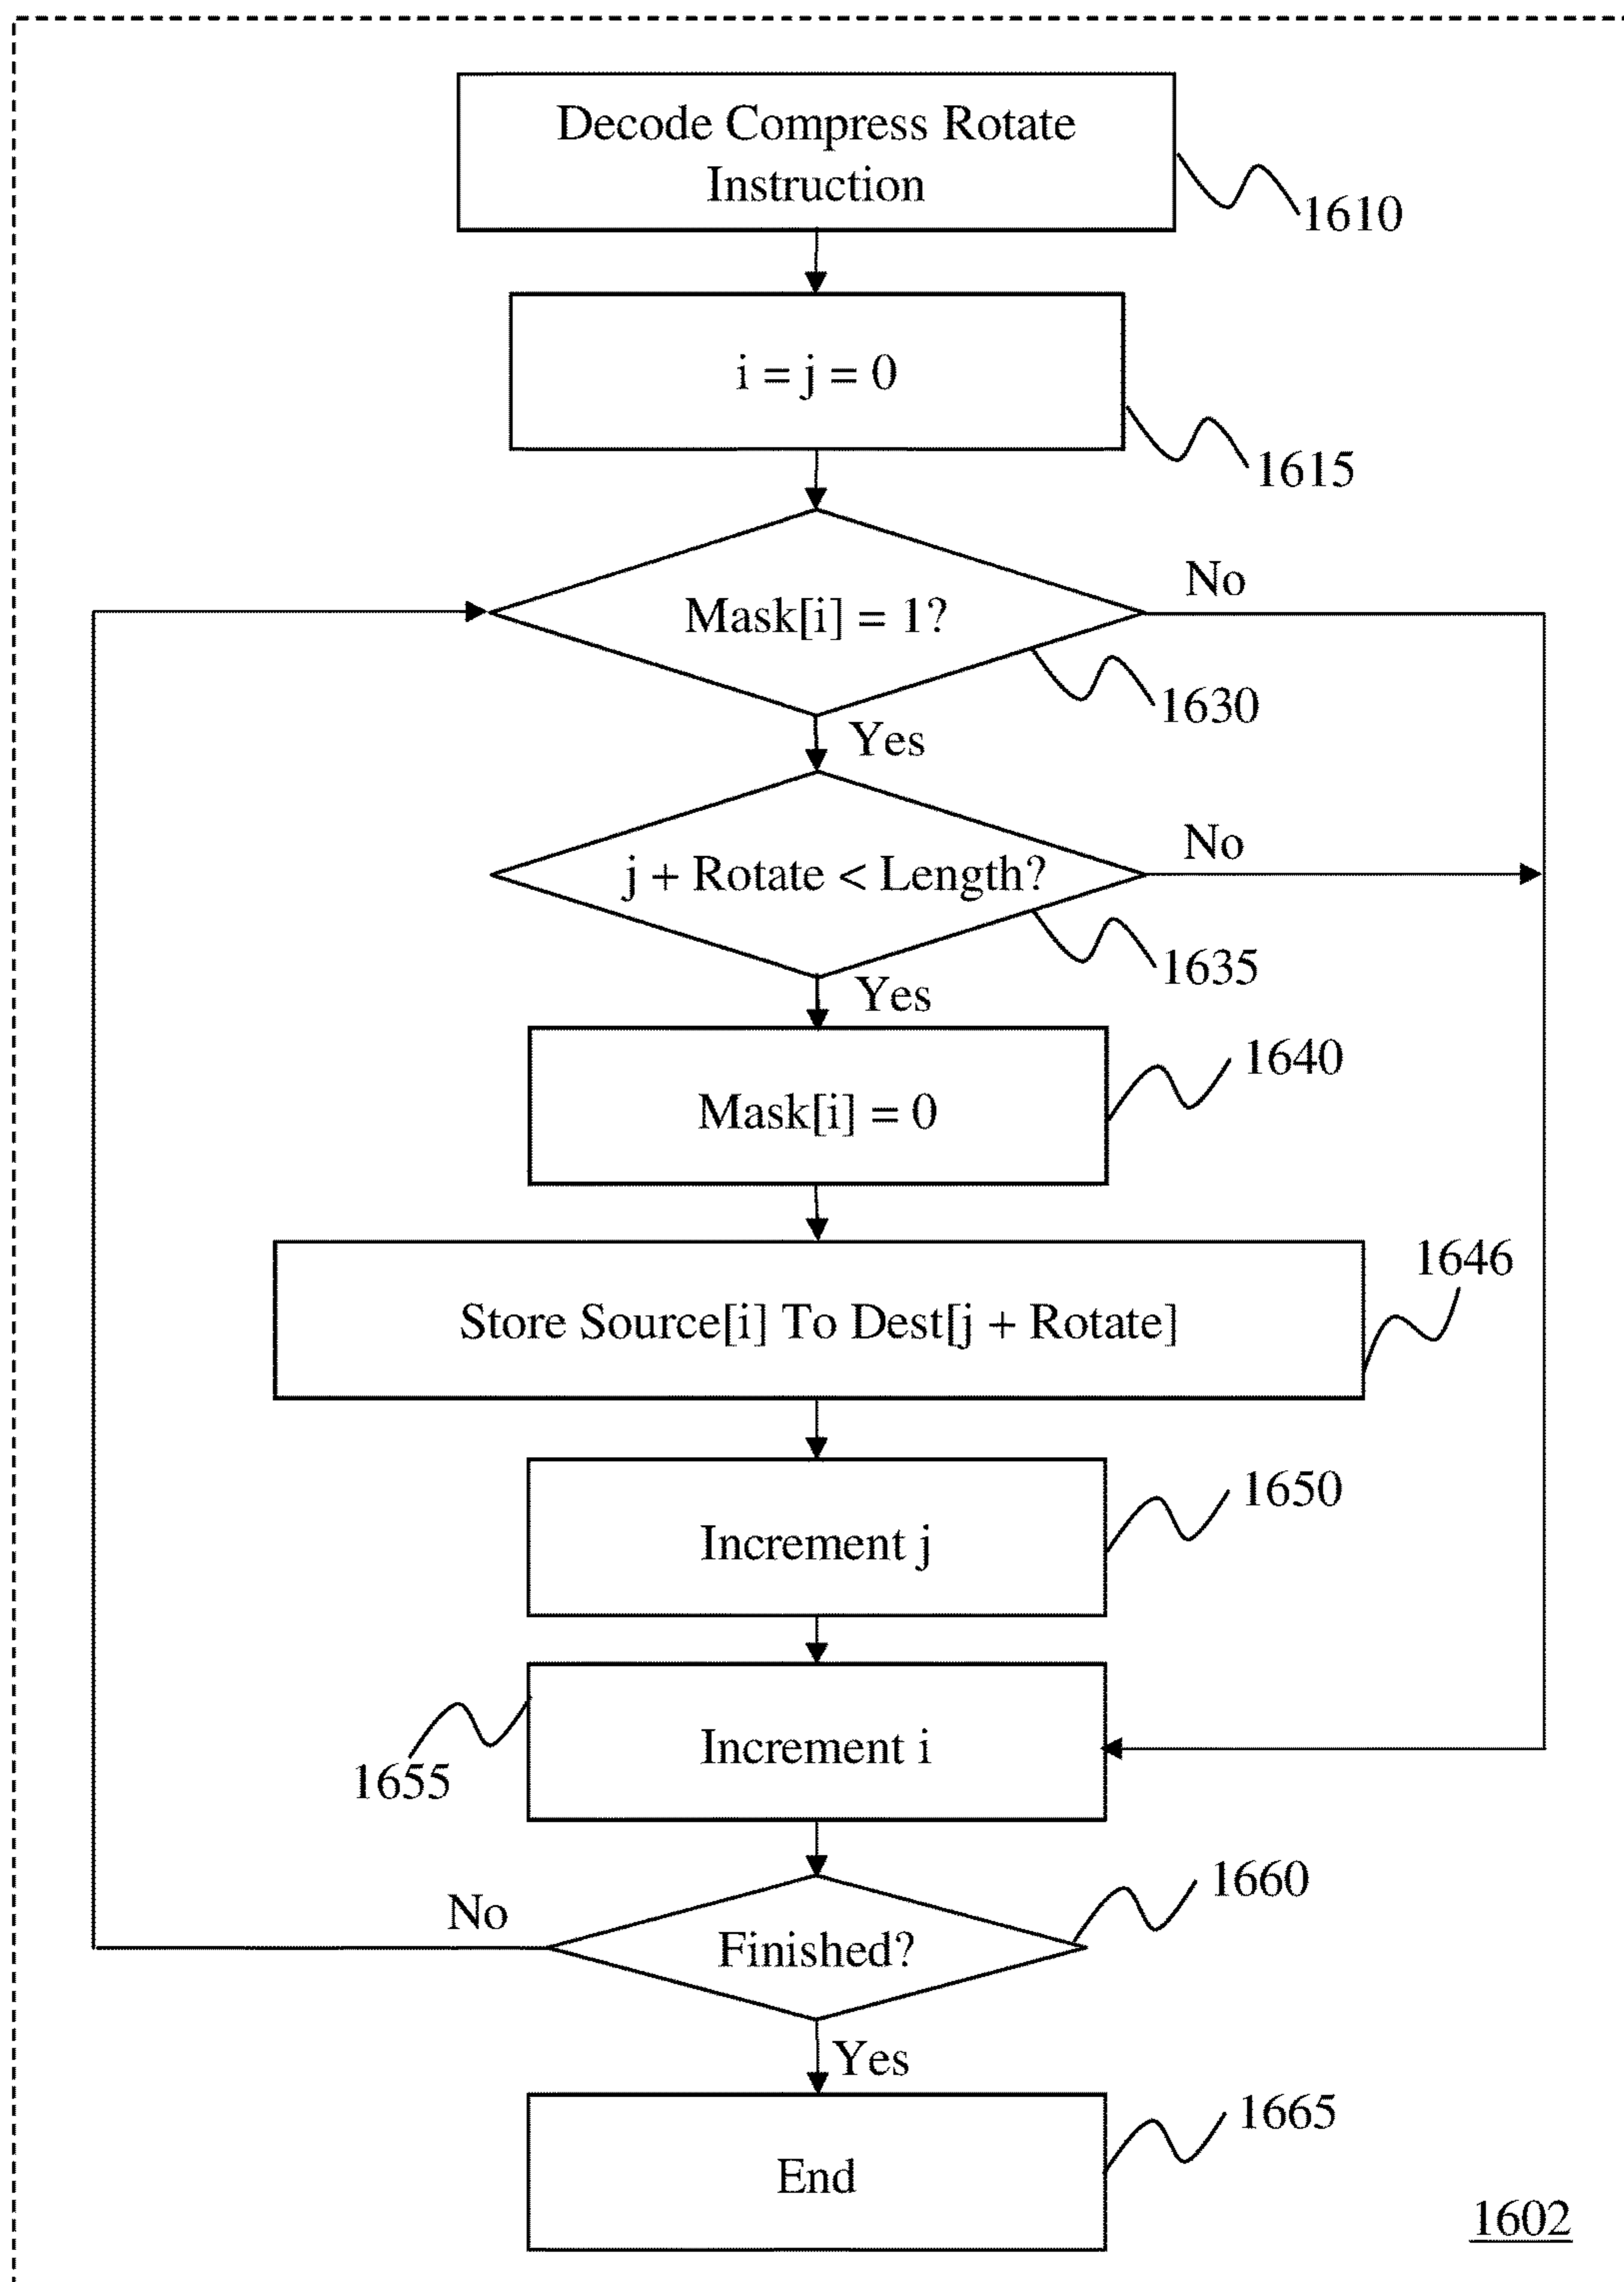 Decode Compress Rotate
Instruction
1610
i = j = 0
1615
Mask[i] = 1?
No
1630
Yes
j + Rotate < Length?
No
1635
Yes
Mask[i] = 0
1640
Store Source[i] To Dest[j + Rotate]
1646
Increment j
1650
Increment i
1655
Finished?
No
1660
Yes
End
1665
1602